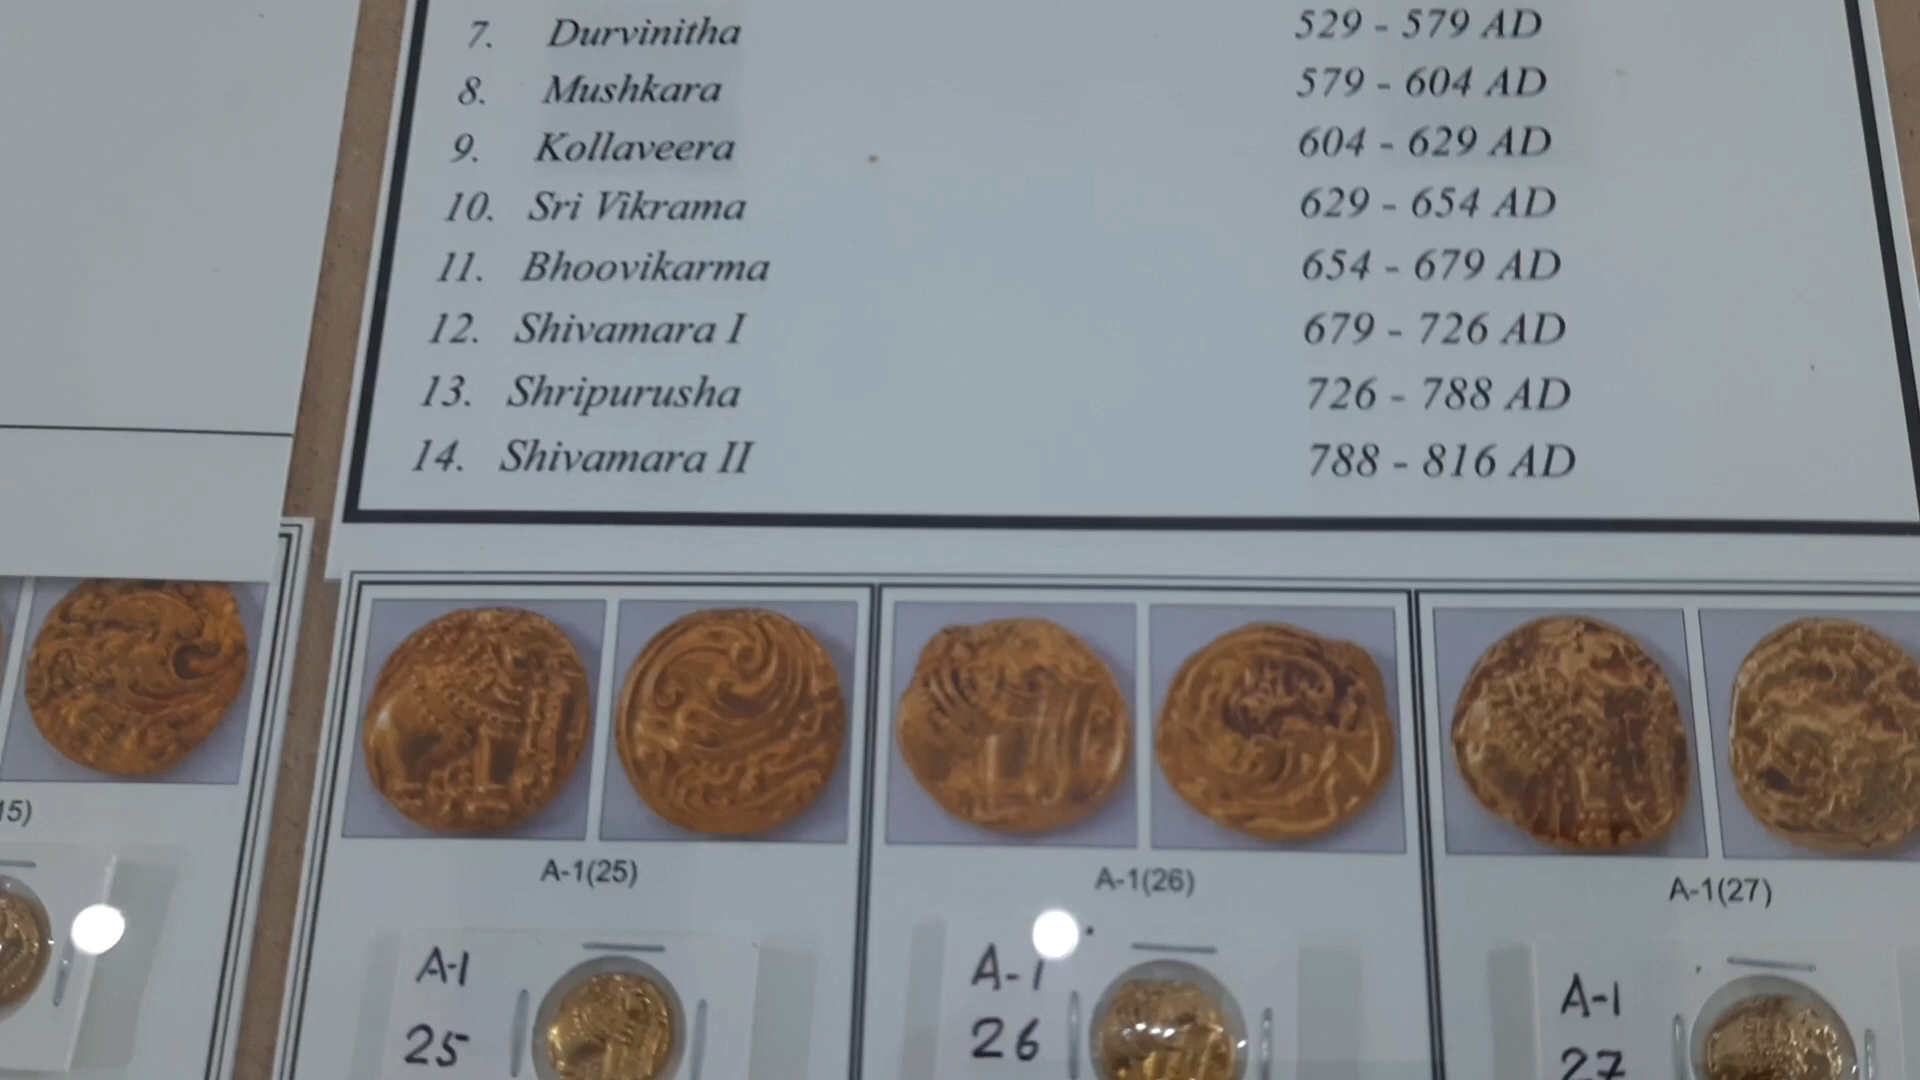 7. Durvinitha 529 - 579 AD
8. Mushkara 579 - 604 AD
9. Kollaveera 604 - 629 AD
10. Sri Vikrama 629 - 654 AD
11. Bhoovikarma 654 - 679 AD
12. Shivamara I 679 - 726 AD
13. Shripurusha 726 - 788 AD
14. Shivamara II 788 - 816 AD
15)
A-1(25) A-1(26) A-1(27)
A-1 A-1 A-1
25 26 27